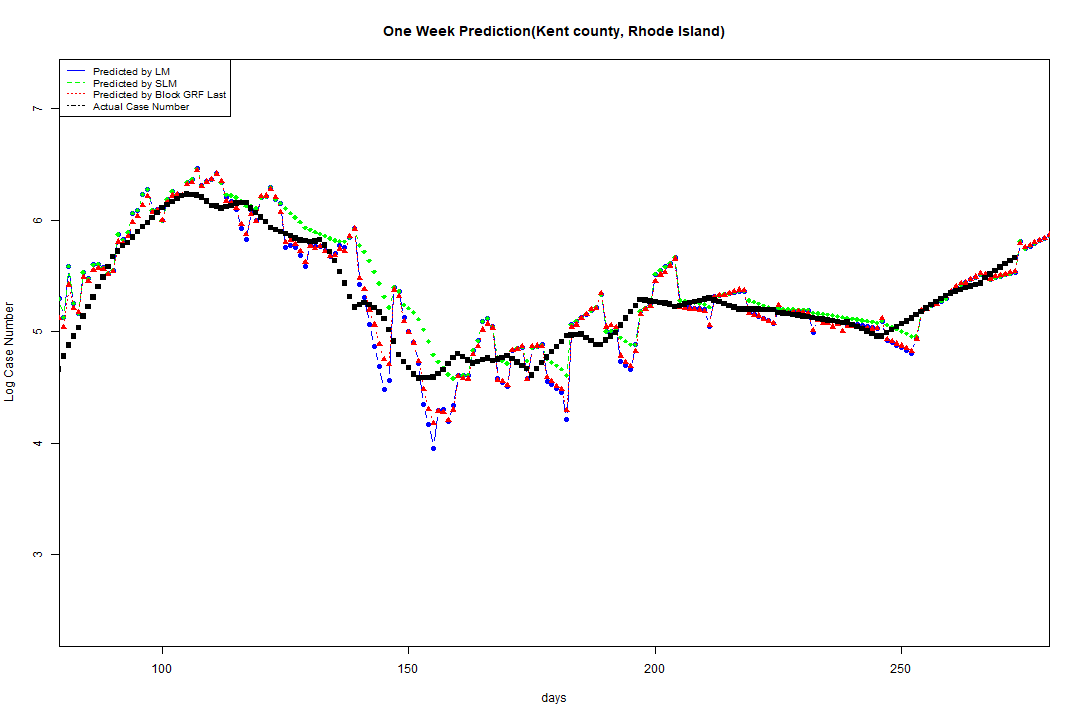 One Week Prediction(Kent county, Rhode Island)
Predicted by LM
Predicted by SLM
Predicted by Block GRF Last
Actual Case Number
7
6
5
4
3
Log Case Number
100 150 200 250
days